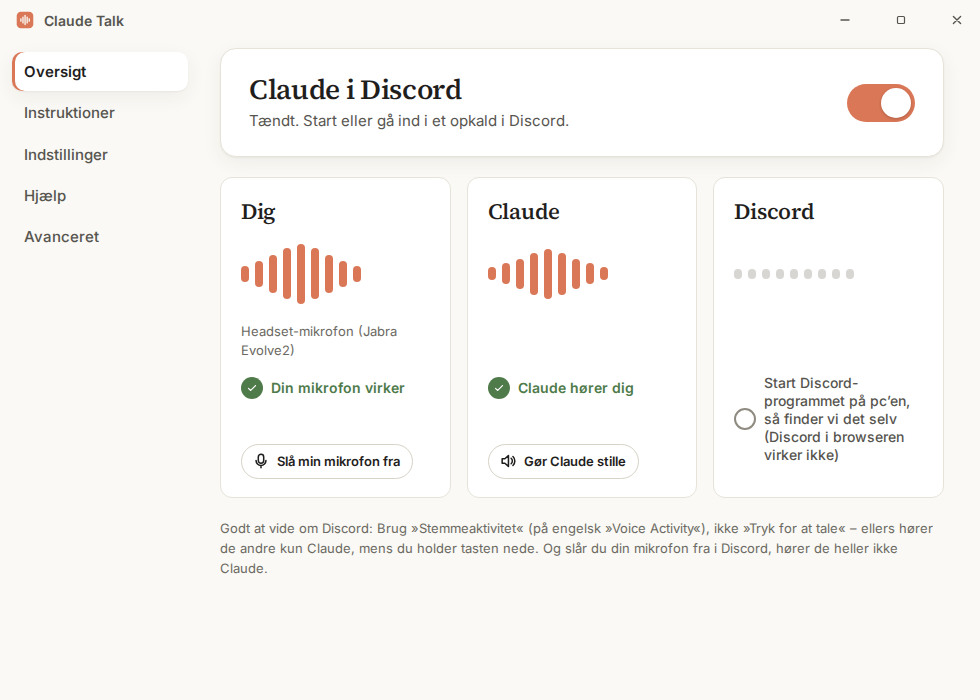 Claude Talk
Oversigt
Instruktioner
Indstillinger
Hjælp
Avanceret
Claude i Discord
Tændt. Start eller gå ind i et opkald i Discord.
Dig
Headset-mikrofon (Jabra
Evolve2)
Din mikrofon virker
Slå min mikrofon fra
Claude
Claude hører dig
Gør Claude stille
Discord
Start Discord-
programmet på pc’en,
så finder vi det selv
(Discord i browseren
virker ikke)
Godt at vide om Discord: Brug »Stemmeaktivitet« (på engelsk »Voice Activity«), ikke »Tryk for at tale« – ellers hører
de andre kun Claude, mens du holder tasten nede. Og slår du din mikrofon fra i Discord, hører de heller ikke
Claude.